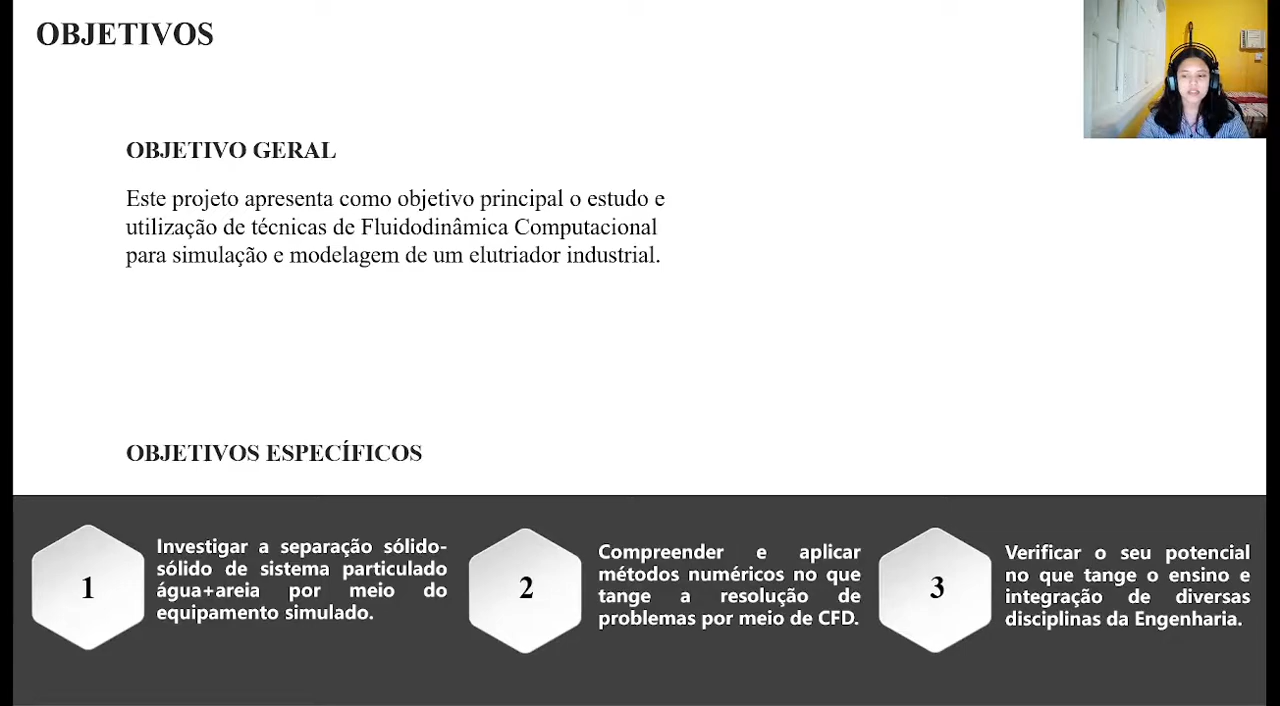 OBJETIVOS
OBJETIVO GERAL
Este projeto apresenta como objetivo principal o estudo e
utilização de técnicas de Fluidodinâmica Computacional
para simulação e modelagem de um elutriador industrial.
OBJETIVOS ESPECÍFICOS
1
Investigar a separação sólido-
sólido de sistema particulado
água+areia por meio do
equipamento simulado.
2
Compreender e aplicar
métodos numéricos no que
tange a resolução de
problemas por meio de CFD.
3
Verificar o seu potencial
no que tange o ensino e
integração de diversas
disciplinas da Engenharia.